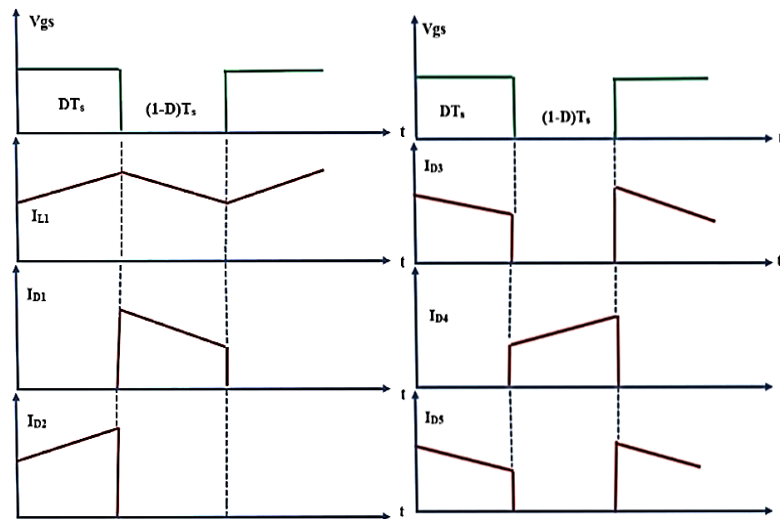 Vgs
DTs
(1-D)Ts
t
IL1
t
ID1
t
ID2
t
Vgs
DTs
(1-D)Ts
t
ID3
t
ID4
ID5